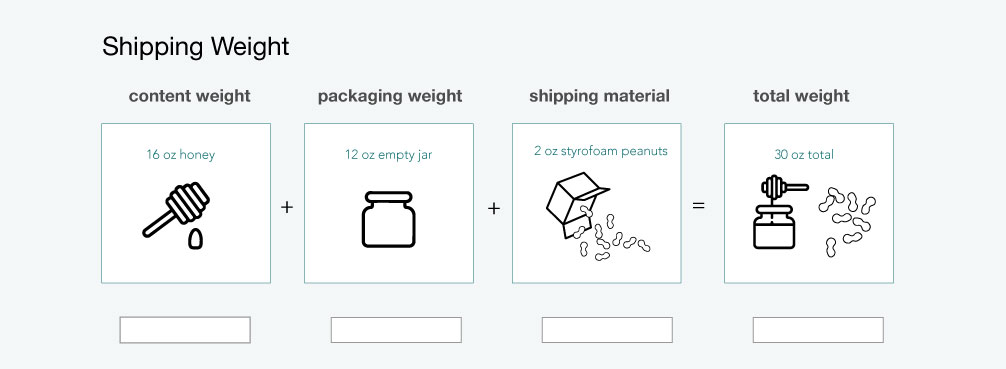 Shipping Weight
content weight
packaging weight
shipping material
total weight
16 oz honey
12 oz empty jar
2 oz styrofoam peanuts
30 oz total
+
+
=